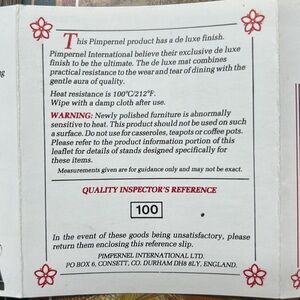 This Pimpernel product has a de luxe finish.
Pimpernel International believe their exclusive de luxe
finish to be the ultimate. The de luxe mat combines
practical resistance to the wear and tear of dining with the
gentle aura of quality.
Heat resistance is 100°C/212°F.
Wipe with a damp cloth after use.
WARNING: Newly polished furniture is abnormally
sensitive to heat. This product should not be used on such
a surface. Do not use for casseroles, teapots or coffee pots.
Please refer to the product information portion of this
leaflet for details of stands designed specifically for
these items.
Measurements given are for guidance only and may not be exact.
QUALITY INSPECTOR'S REFERENCE
100
In the event of these goods being unsatisfactory, please
return them enclosing this reference slip.
PIMPERNEL INTERNATIONAL LTD.
PO BOX 6, CONSETT, CO. DURHAM DH8 8LY, ENGLAND.